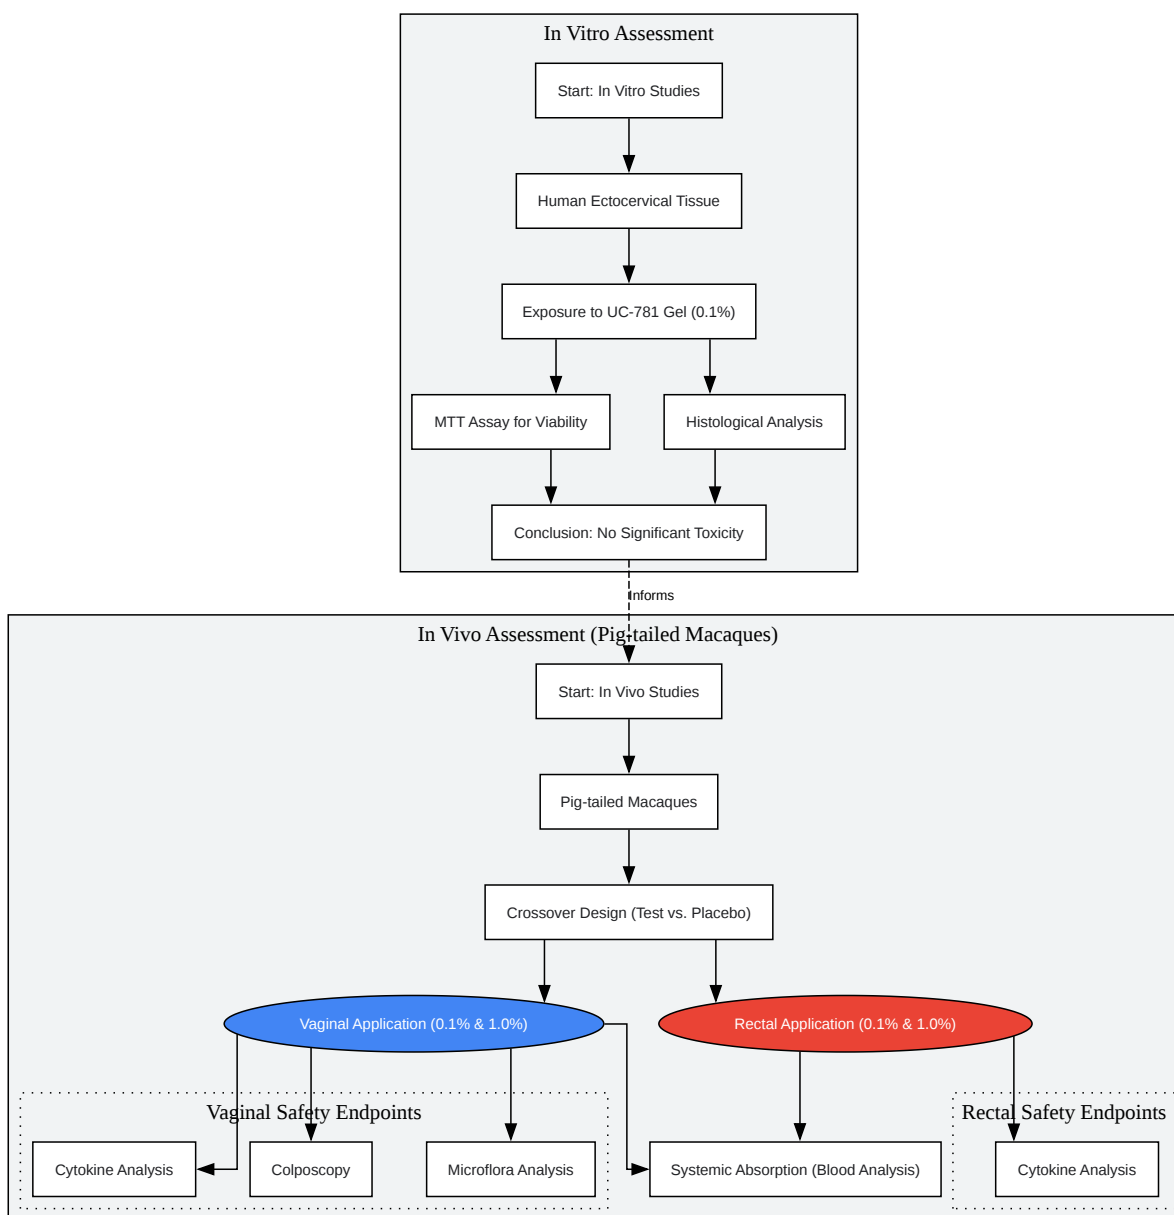 In Vitro Assessment
Start: In Vitro Studies
Human Ectocervical Tissue
Exposure to UC-781 Gel (0.1%)
MTT Assay for Viability
Histological Analysis
Conclusion: No Significant Toxicity
Informs
In Vivo Assessment (Pig-tailed Macaques)
Start: In Vivo Studies
Pig-tailed Macaques
Crossover Design (Test vs. Placebo)
Vaginal Application (0.1% & 1.0%)
Rectal Application (0.1% & 1.0%)
Vaginal Safety Endpoints
Rectal Safety Endpoints
Cytokine Analysis
Colposcopy
Microflora Analysis
Systemic Absorption (Blood Analysis)
Cytokine Analysis